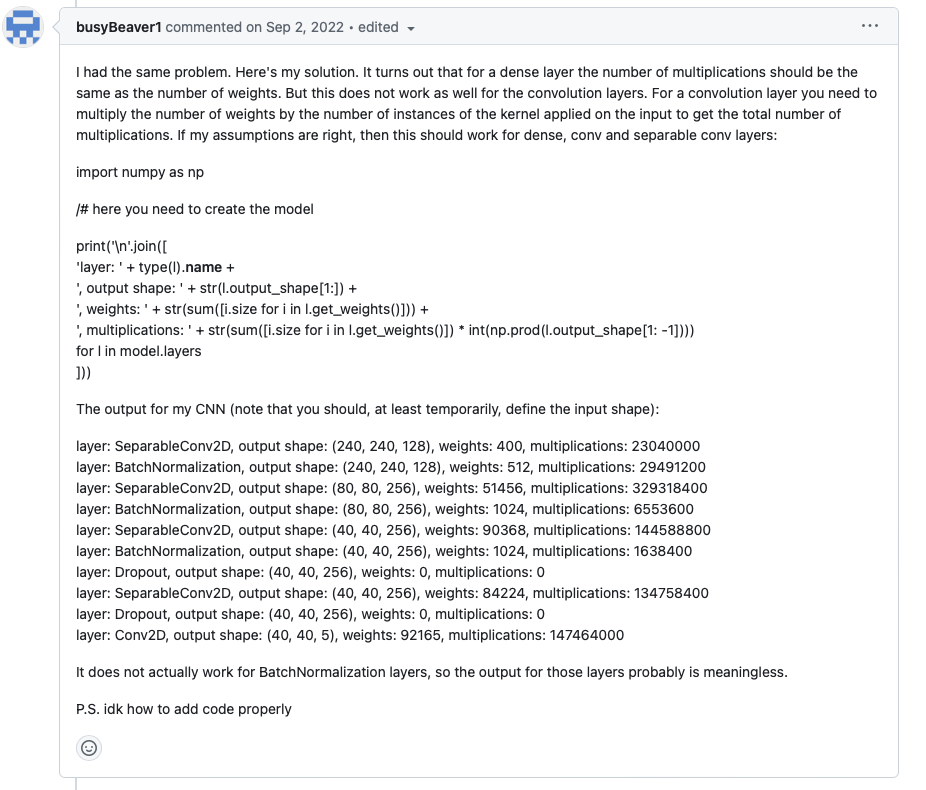 busyBeaver1 commented on Sep 2, 2022 • edited
I had the same problem. Here's my solution. It turns out that for a dense layer the number of multiplications should be the
same as the number of weights. But this does not work as well for the convolution layers. For a convolution layer you need to
multiply the number of weights by the number of instances of the kernel applied on the input to get the total number of
multiplications. If my assumptions are right, then this should work for dense, conv and separable conv layers:
import numpy as np
/# here you need to create the model
print('\n'.join([
'layer: ' + type(l).name +
', output shape: ' + str(l.output_shape[1:]) +
', weights: ' + str(sum([i.size for i in l.get_weights()])) +
', multiplications: ' + str(sum([i.size for i in l.get_weights()]) * int(np.prod(l.output_shape[1: -1])))
for l in model.layers
]))
The output for my CNN (note that you should, at least temporarily, define the input shape):
layer: SeparableConv2D, output shape: (240, 240, 128), weights: 400, multiplications: 23040000
layer: BatchNormalization, output shape: (240, 240, 128), weights: 512, multiplications: 29491200
layer: SeparableConv2D, output shape: (80, 80, 256), weights: 51456, multiplications: 329318400
layer: BatchNormalization, output shape: (80, 80, 256), weights: 1024, multiplications: 6553600
layer: SeparableConv2D, output shape: (40, 40, 256), weights: 90368, multiplications: 144588800
layer: BatchNormalization, output shape: (40, 40, 256), weights: 1024, multiplications: 1638400
layer: Dropout, output shape: (40, 40, 256), weights: 0, multiplications: 0
layer: SeparableConv2D, output shape: (40, 40, 256), weights: 84224, multiplications: 134758400
layer: Dropout, output shape: (40, 40, 256), weights: 0, multiplications: 0
layer: Conv2D, output shape: (40, 40, 5), weights: 92165, multiplications: 147464000
It does not actually work for BatchNormalization layers, so the output for those layers probably is meaningless.
P.S. idk how to add code properly